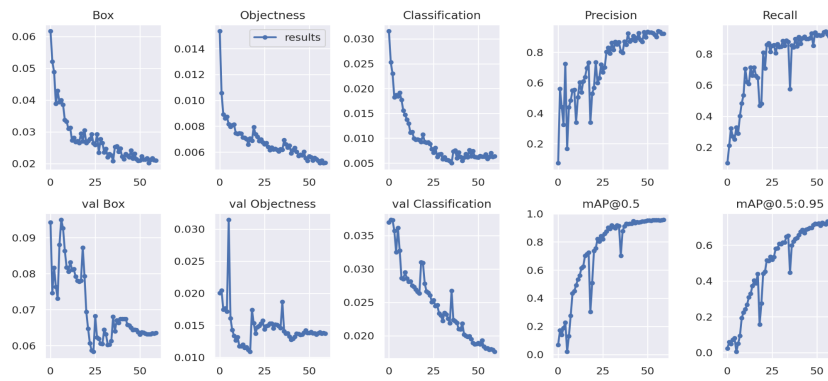 Box
Objectness
Classification
Precision
Recall
0.06
0.05
0.04
0.03
0.02
0 25 50
0.014
0.012
0.010
0.008
0.006
results
0 25 50
0.030
0.025
0.020
0.015
0.010
0.005
0 25 50
0.8
0.6
0.4
0.2
0 25 50
0.8
0.6
0.4
0.2
0 25 50
val Box
val Objectness
val Classification
mAP@0.5
mAP@0.5:0.95
0.09
0.08
0.07
0.06
0 25 50
0.030
0.025
0.020
0.015
0.010
0 25 50
0.035
0.030
0.025
0.020
0 25 50
1.0
0.8
0.6
0.4
0.2
0.0
0 25 50
0.6
0.4
0.2
0.0
0 25 50